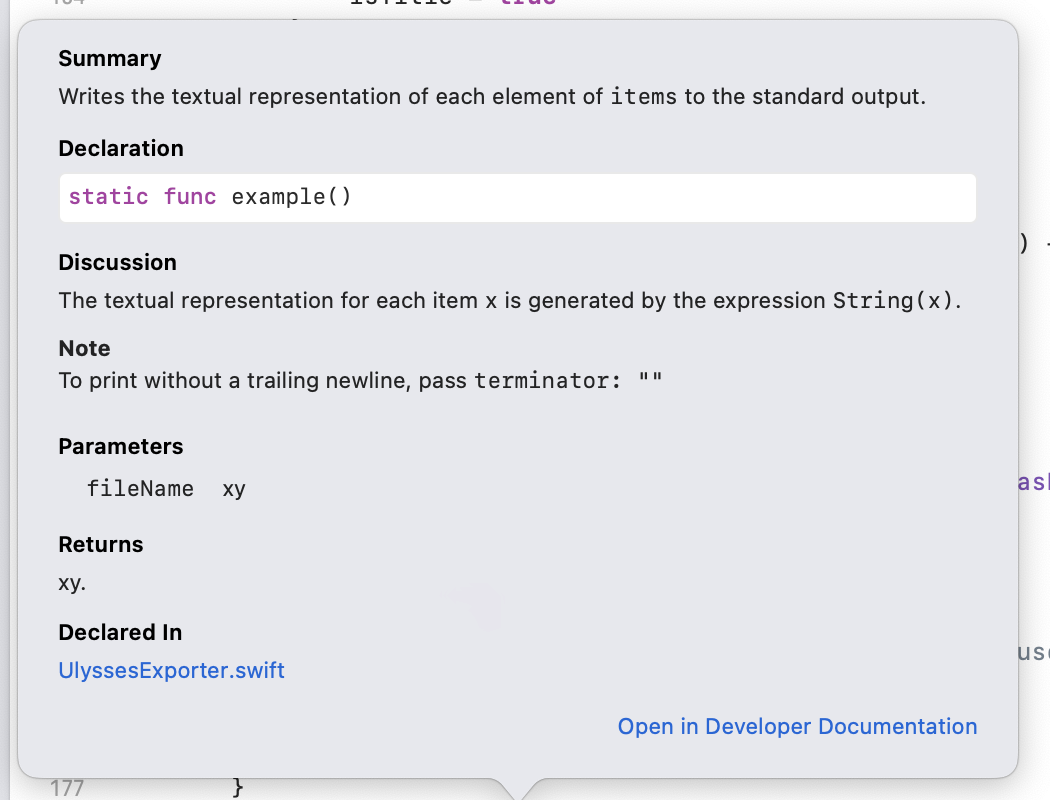 Summary
Writes the textual representation of each element of items to the standard output.
Declaration
static func example()
) -
Discussion
The textual representation for each item x is generated by the expression String(x).
Note
To print without a trailing newline, pass terminator: ""
Parameters
fileName xy
Returns
xy.
Declared In
UlyssesExporter.swift
Open in Developer Documentation
177 }